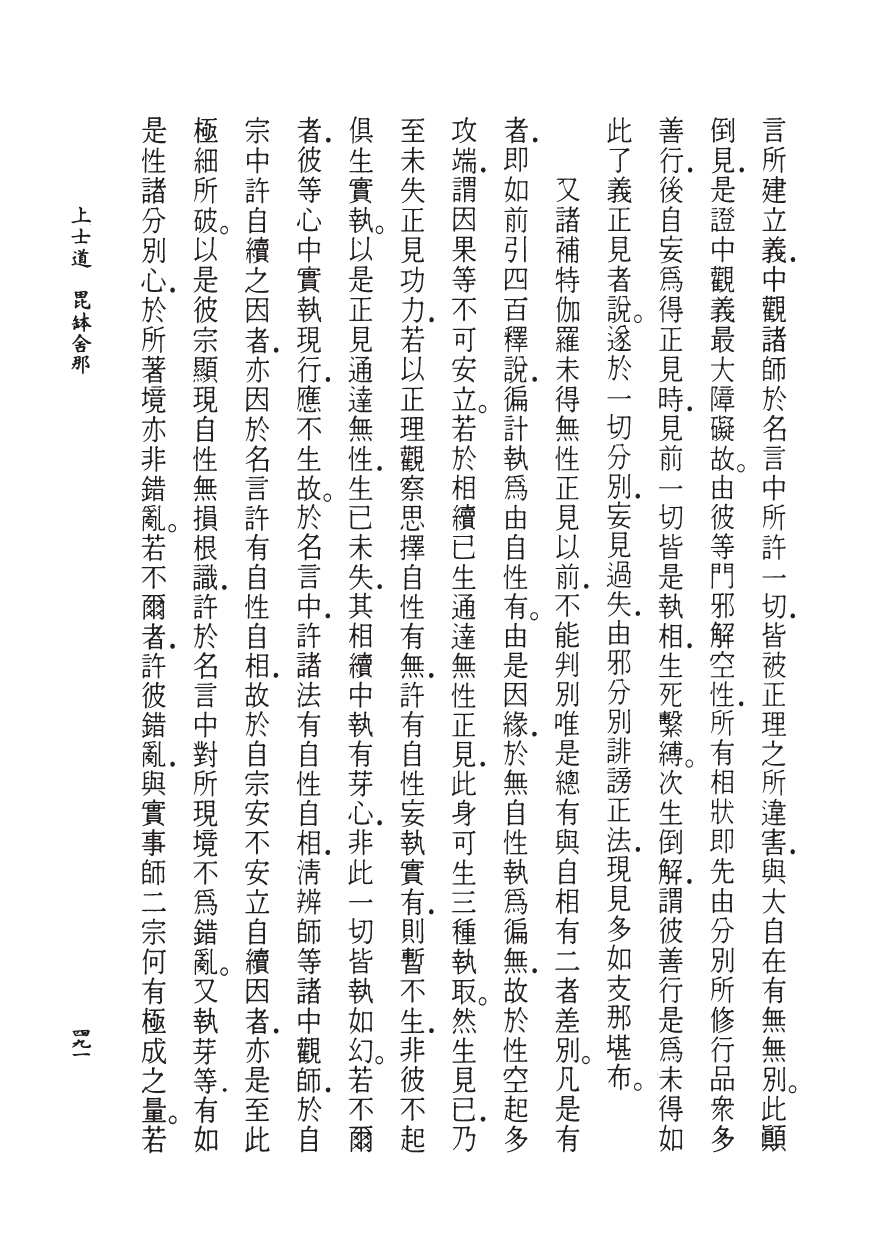 言所建立義．中觀諸師於名言中所許一切．皆被正理之所違害．與大自在有無無別。此顚
倒見．是證中觀義最大障礙故。由彼等門邪解空性．所有相狀即先由分別所修行品衆多
善行．後自妄爲得正見時．見前一切皆是執相．生死繫縛。次生倒解．謂彼善行是爲未得如
此了義正見者說。遂於一切分別．妄見過失．由邪分別誹謗正法．現見多如支那堪布。
又諸補特伽羅未得無性正見以前．不能判別唯是總有與自相有二者差別。凡是有
者．即如前引四百釋說．徧計執爲由自性有。由是因緣．於無自性執爲徧無．故於性空起多
攻端．謂因果等不可安立。若於相續已生通達無性正見．此身可生三種執取。然生見已．乃
至未失正見功力．若以正理觀察思擇自性有無．許有自性妄執實有．則暫不生．非彼不起
俱生實執。以是正見通達無性．生已未失．其相續中執有芽心．非此一切皆執如幻。若不爾
者．彼等心中實執現行．應不生故。於名言中．許諸法有自性自相．淸辨師等諸中觀師．於自
宗中許自續之因者．亦因於名言許有自性自相．故於自宗安不安立自續因者．亦是至此
極細所破。以是彼宗顯現自性無損根識．許於名言中對所現境不爲錯亂。又執芽等．有如
是性諸分別心．於所著境亦非錯亂。若不爾者．許彼錯亂．與實事師二宗何有極成之量。若
上士道　毘鉢舍那
四九一